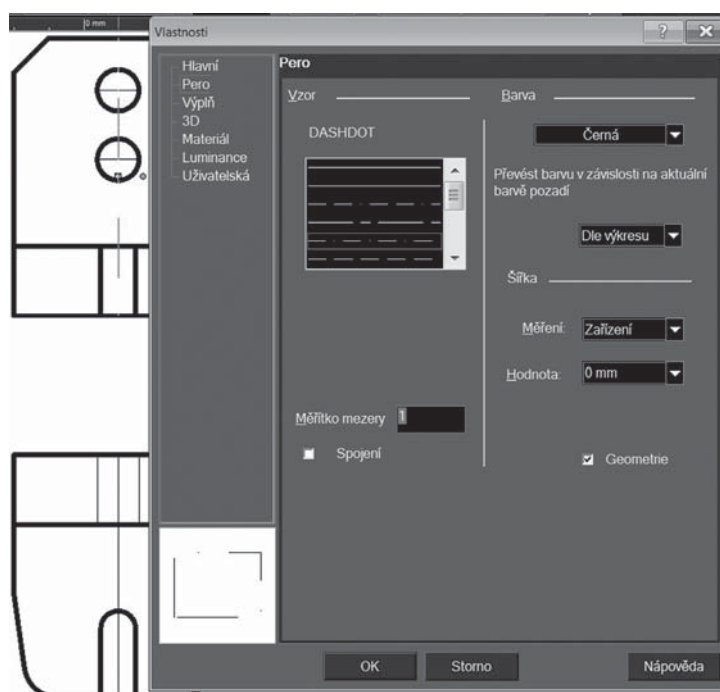 0 mm
Vlastnosti
Hlavní
Pero
Výplň
3D
Materiál
Luminance
Uživatelská
Pero
Vzor
DASHDOT
Měřítko mezery 1
Spojení
Barva
Černá
Převést barvu v závislosti na aktuální
barvě pozadí
Dle výkresu
Šířka
Měření: Zařízení
Hodnota: 0 mm
Geometrie
OK
Storno
Nápověda